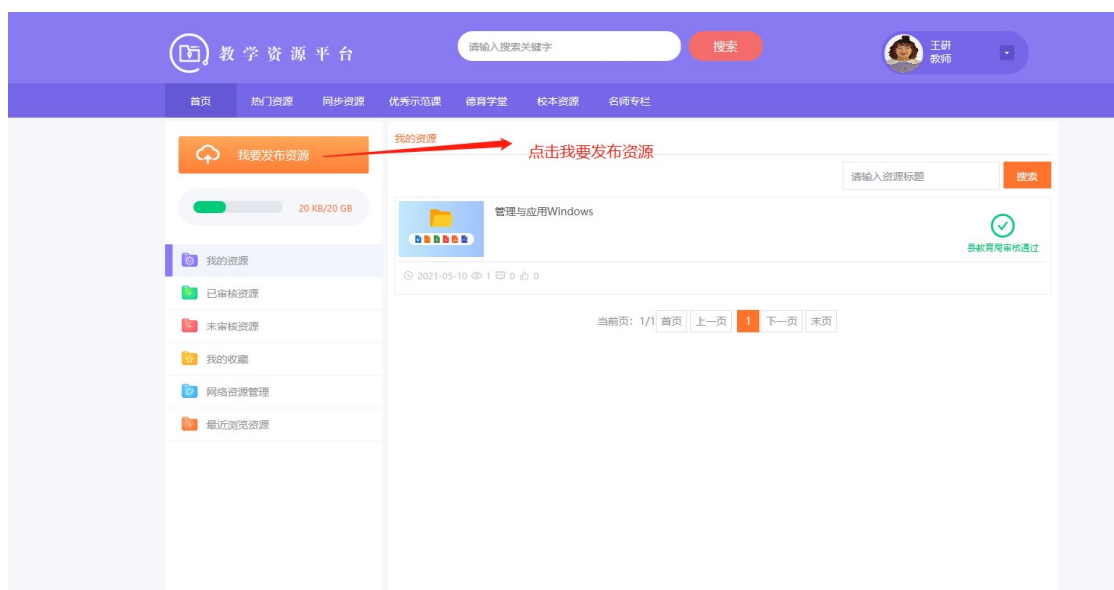 教学资源平台
请输入搜索关键字
搜索
王研
教师
首页 热门资源 同步资源 优秀示范课 德育学堂 校本资源 名师专栏
我要发布资源
我的资源
点击我要发布资源
请输入资源标题
搜索
20 KB/20 GB
管理与应用Windows
县教育局审核通过
2021-05-10 1 0 0
我的资源
已审核资源
未审核资源
我的收藏
网络资源管理
最近浏览资源
当前页：1/1 首页 上一页 1 下一页 末页